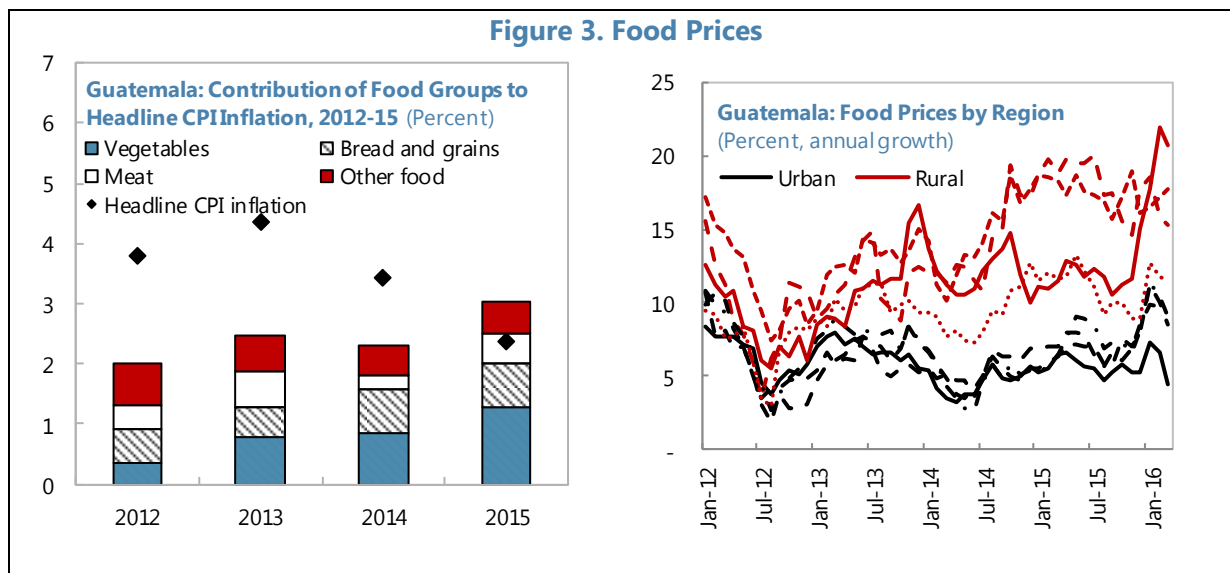 Figure 3. Food Prices
7
6
5
4
3
2
1
0
Guatemala: Contribution of Food Groups to
Headline CPI Inflation, 2012-15 (Percent)
Vegetables
Bread and grains
Meat
Other food
Headline CPI inflation
2012
2013
2014
2015
25
20
15
10
5
-
Guatemala: Food Prices by Region
(Percent, annual growth)
Urban
Rural
Jan-12
Jul-12
Jan-13
Jul-13
Jan-14
Jul-14
Jan-15
Jul-15
Jan-16